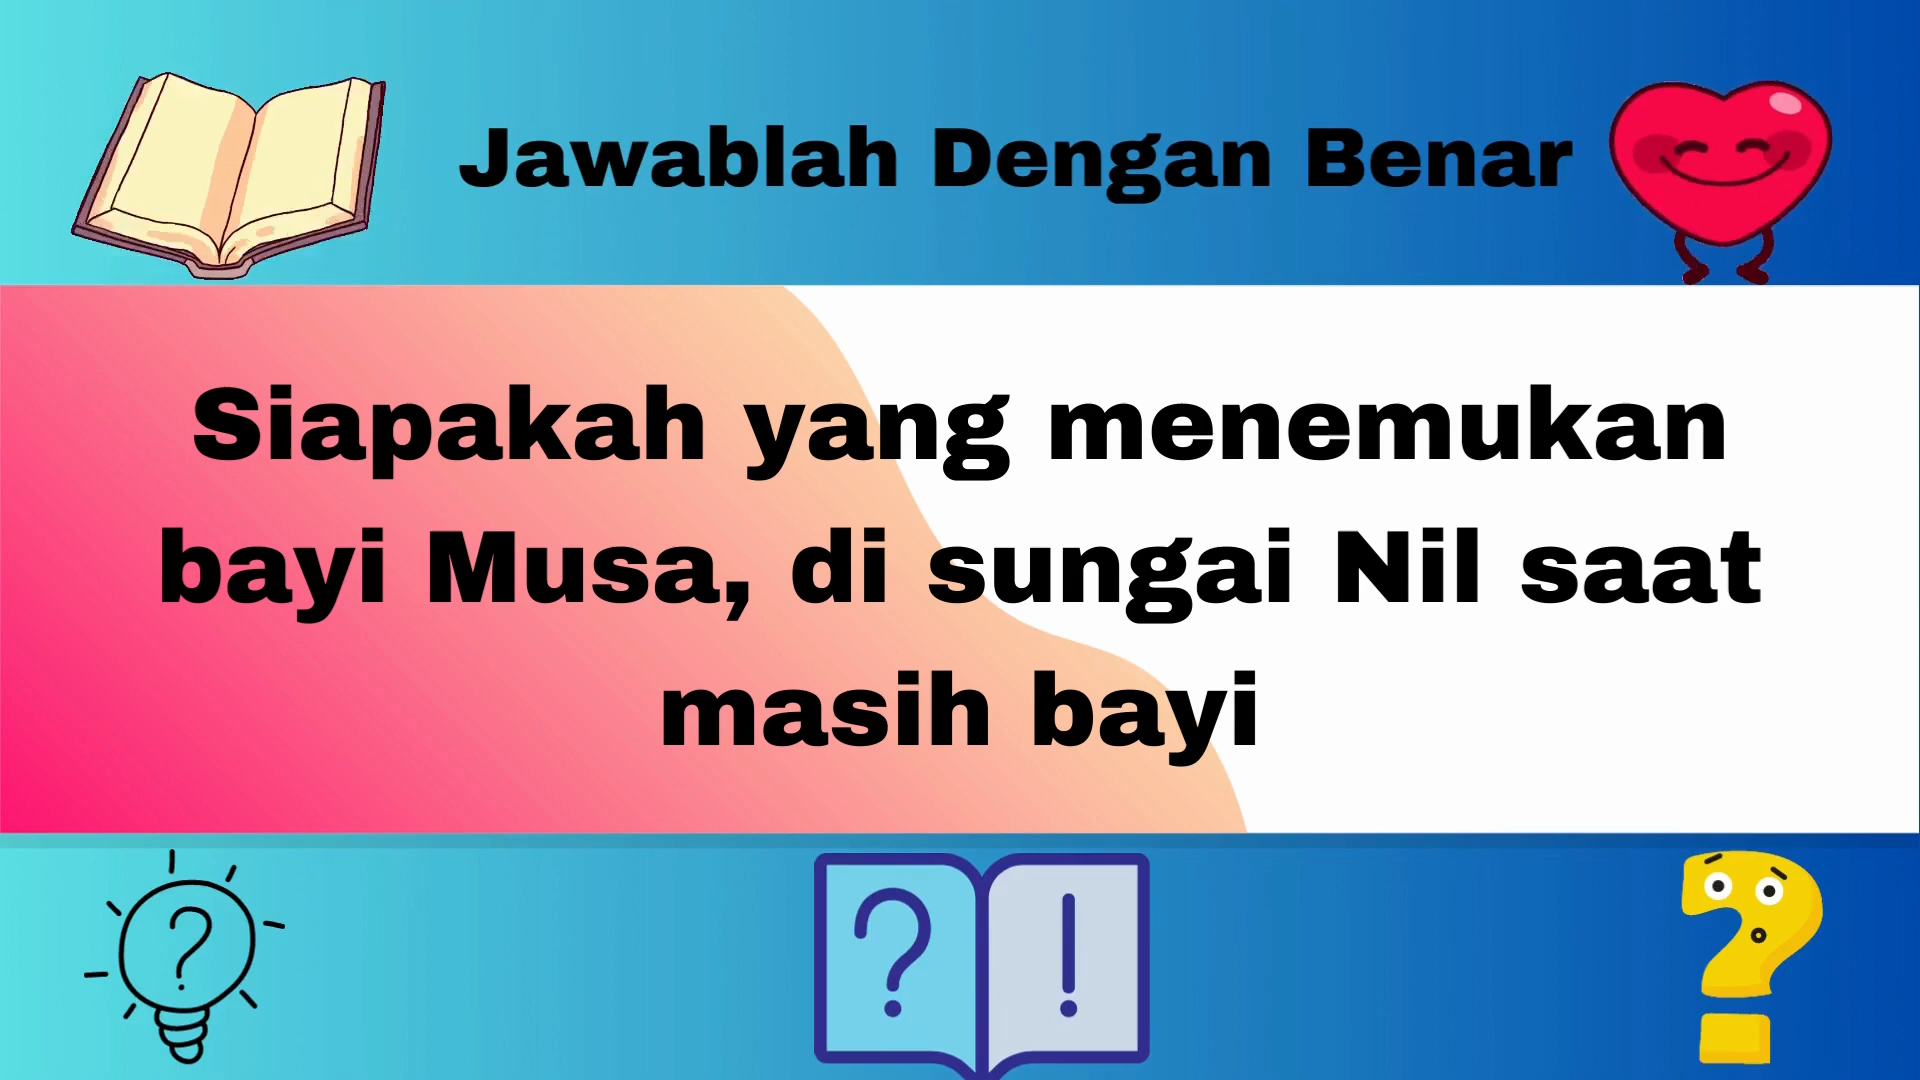 Jawablah Dengan Benar
Siapakah yang menemukan
bayi Musa, di sungai Nil saat
masih bayi